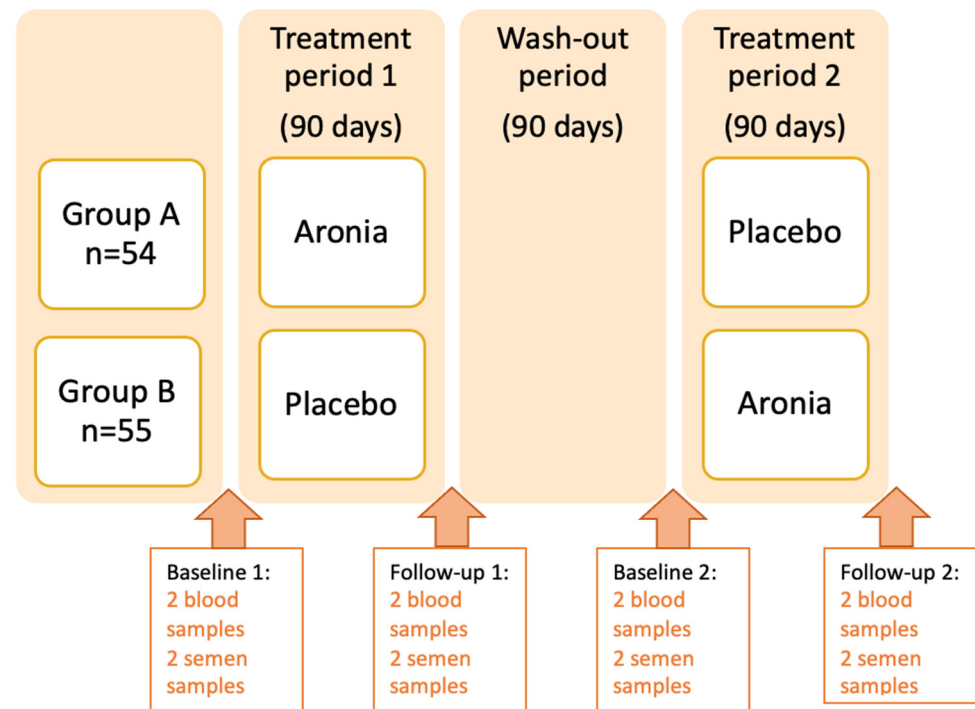 Treatment
period 1
(90 days)
Wash-out
period
(90 days)
Treatment
period 2
(90 days)
Group A
n=54
Aronia
Placebo
Group B
n=55
Placebo
Aronia
Baseline 1:
2 blood
samples
2 semen
samples
Follow-up 1:
2 blood
samples
2 semen
samples
Baseline 2:
2 blood
samples
2 semen
samples
Follow-up 2:
2 blood
samples
2 semen
samples